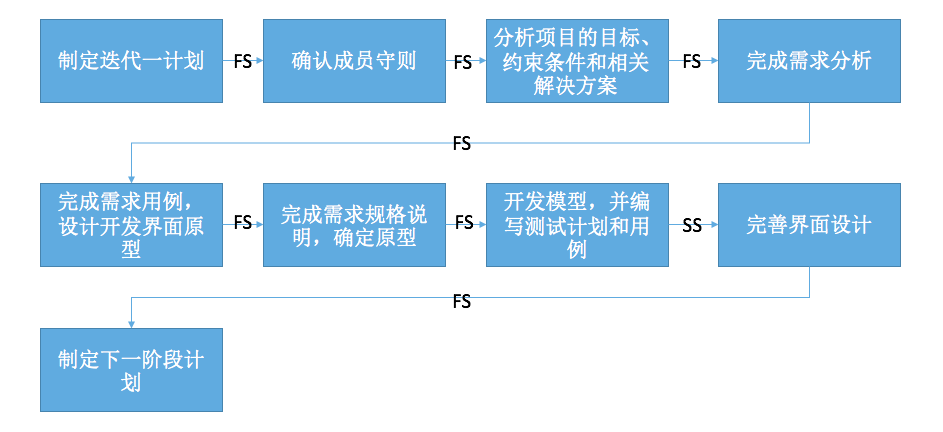 制定迭代一计划
FS
确认成员守则
FS
分析项目的目标、
约束条件和相关
解决方案
FS
完成需求分析
FS
完成需求用例，
设计开发界面原
型
FS
完成需求规格说
明，确定原型
FS
开发模型，并编
写测试计划和用
例
SS
完善界面设计
FS
制定下一阶段计
划